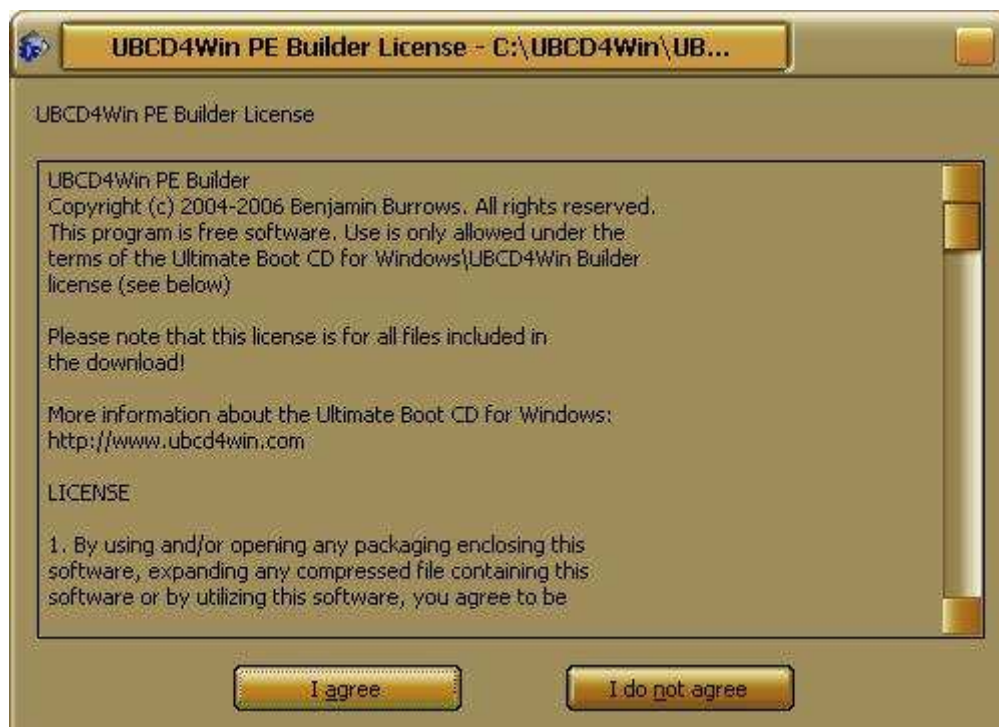 UBCD4Win PE Builder License - C:\UBCD4Win\UB...
UBCD4Win PE Builder License
UBCD4Win PE Builder
Copyright (c) 2004-2006 Benjamin Burrows. All rights reserved.
This program is free software. Use is only allowed under the
terms of the Ultimate Boot CD for Windows\UBCD4Win Builder
license (see below)
Please note that this license is for all files included in
the download!
More information about the Ultimate Boot CD for Windows:
http://www.ubcd4win.com
LICENSE
1. By using and/or opening any packaging enclosing this
software, expanding any compressed file containing this
software or by utilizing this software, you agree to be
I agree
I do not agree